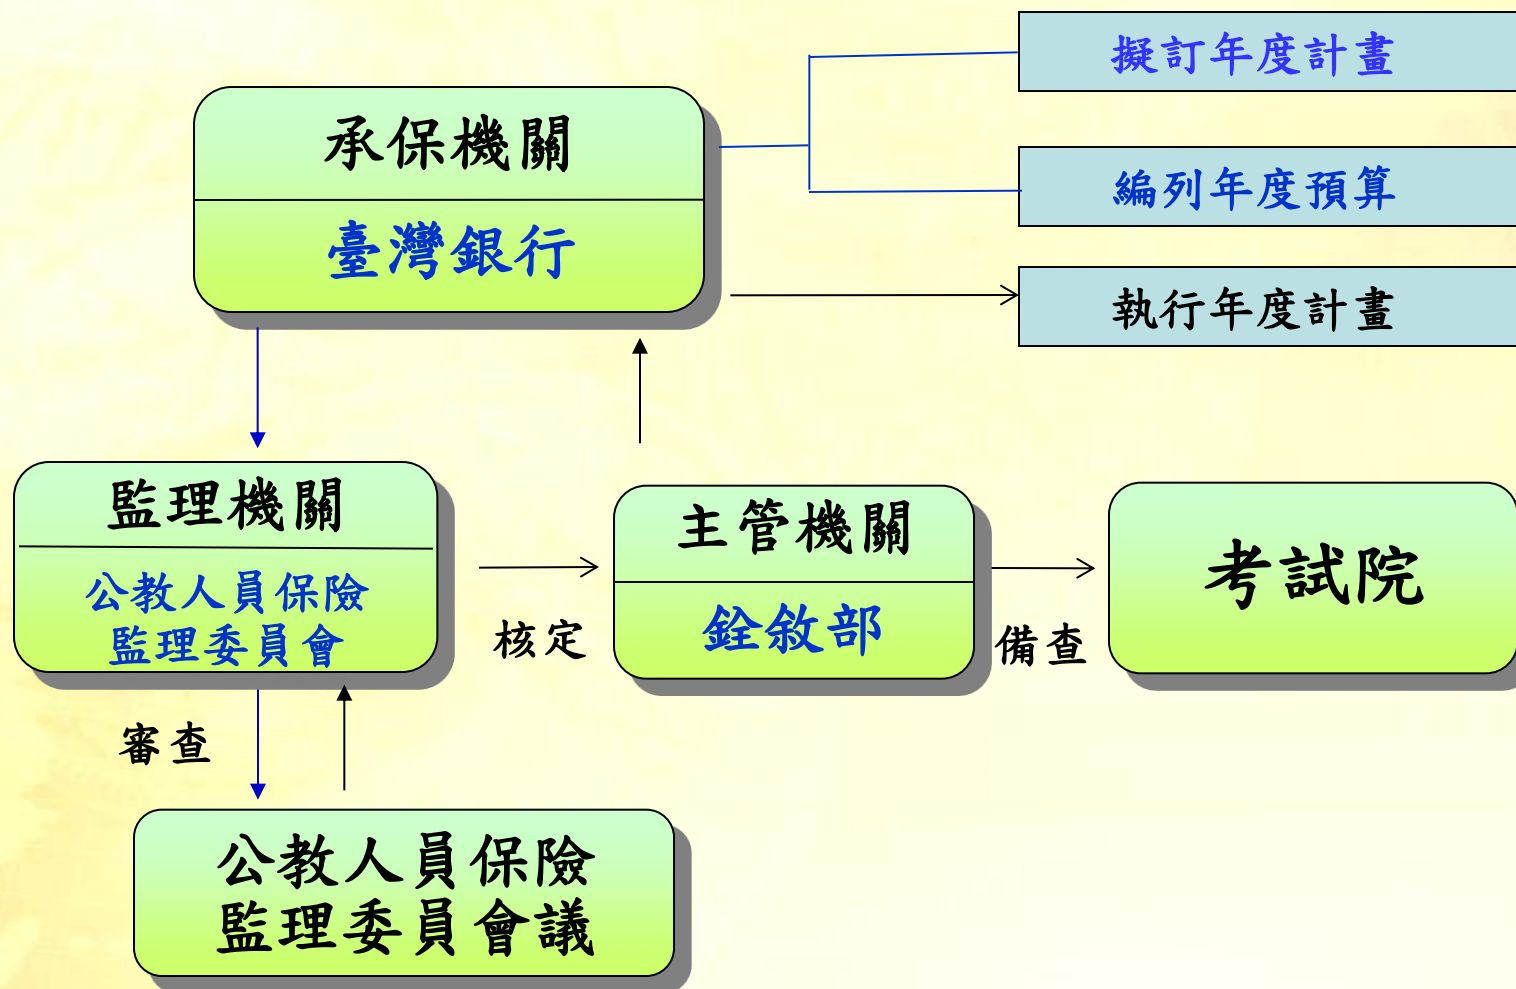 擬訂年度計畫
承保機關
臺灣銀行
編列年度預算
執行年度計畫
監理機關
公教人員保險
監理委員會
核定
主管機關
銓敘部
備查
考試院
審查
公教人員保險
監理委員會議